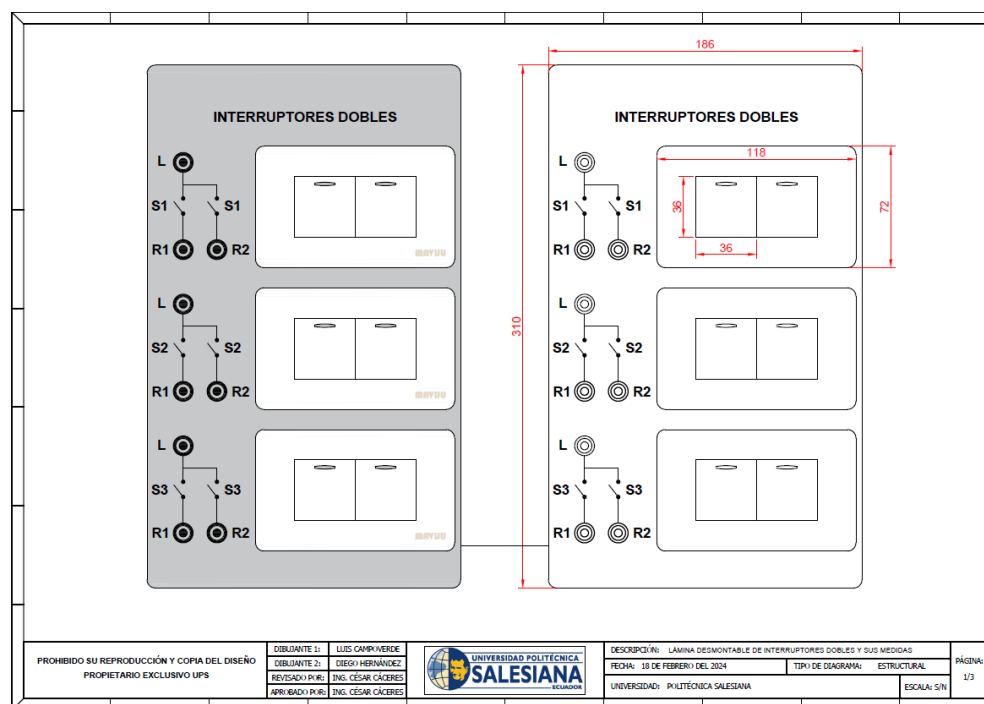 INTERRUPTORES DOBLES
L
S1 S1
R1 R2
MAVUU
L
S2 S2
R1 R2
MAVUU
L
S3 S3
R1 R2
MAVUU
186
310
INTERRUPTORES DOBLES
118
72
36
36
L
S1 S1
R1 R2
L
S2 S2
R1 R2
L
S3 S3
R1 R2
PROHIBIDO SU REPRODUCCIÓN Y COPIA DEL DISEÑO
PROPIETARIO EXCLUSIVO UPS
DIBUJANTE 1: LUIS CAMPOVERDE
DIBUJANTE 2: DIEGO HERNÁNDEZ
REVISADO POR: ING. CÉSAR CÁCERES
APROBADO POR: ING. CÉSAR CÁCERES
UNIVERSIDAD POLITÉCNICA
SALESIANA
ECUADOR
DESCRIPCIÓN: LÁMINA DESMONTABLE DE INTERRUPTORES DOBLES Y SUS MEDIDAS
FECHA: 18 DE FEBRERO DEL 2024 TIPO DE DIAGRAMA: ESTRUCTURAL
UNIVERSIDAD: POLITÉCNICA SALESIANA ESCALA: S/N
PÁGINA:
1/3